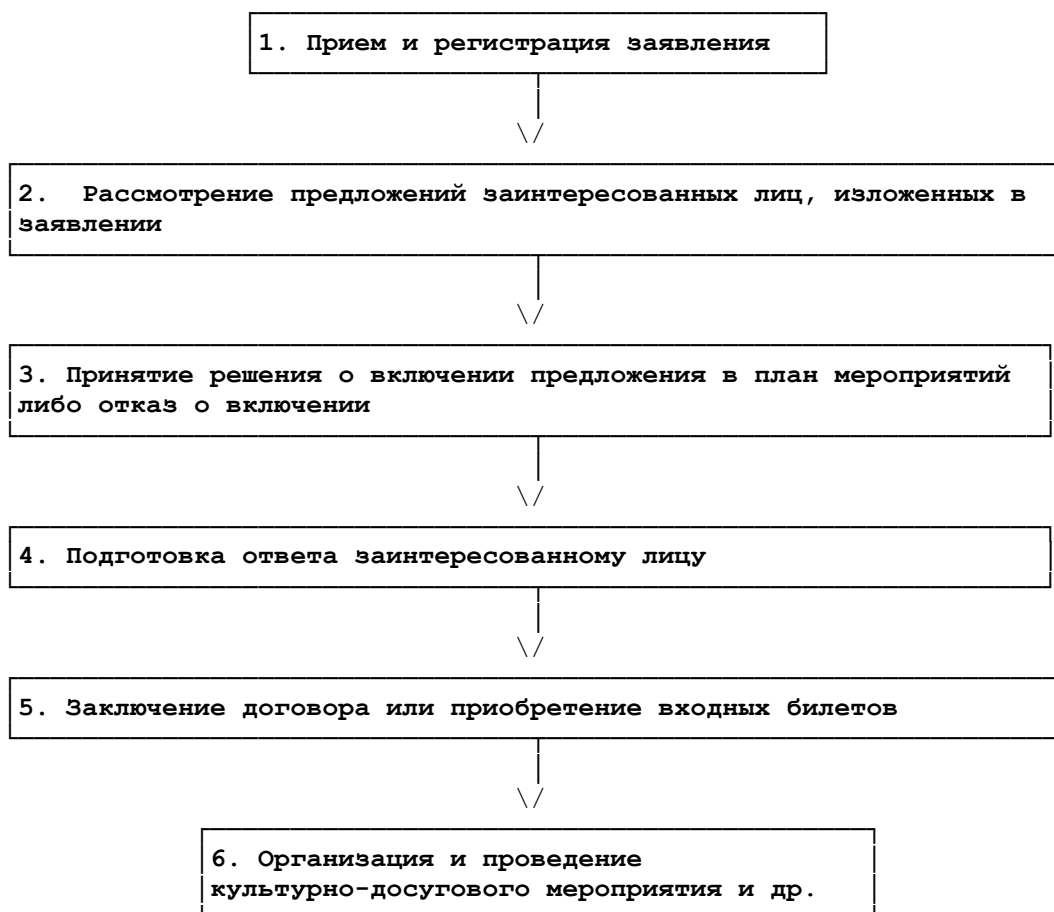 1. Прием и регистрация заявления
2. Рассмотрение предложений заинтересованных лиц, изложенных в
заявлении
3. Принятие решения о включении предложения в план мероприятий
либо отказ о включении
4. Подготовка ответа заинтересованному лицу
5. Заключение договора или приобретение входных билетов
6. Организация и проведение
культурно-досугового мероприятия и др.